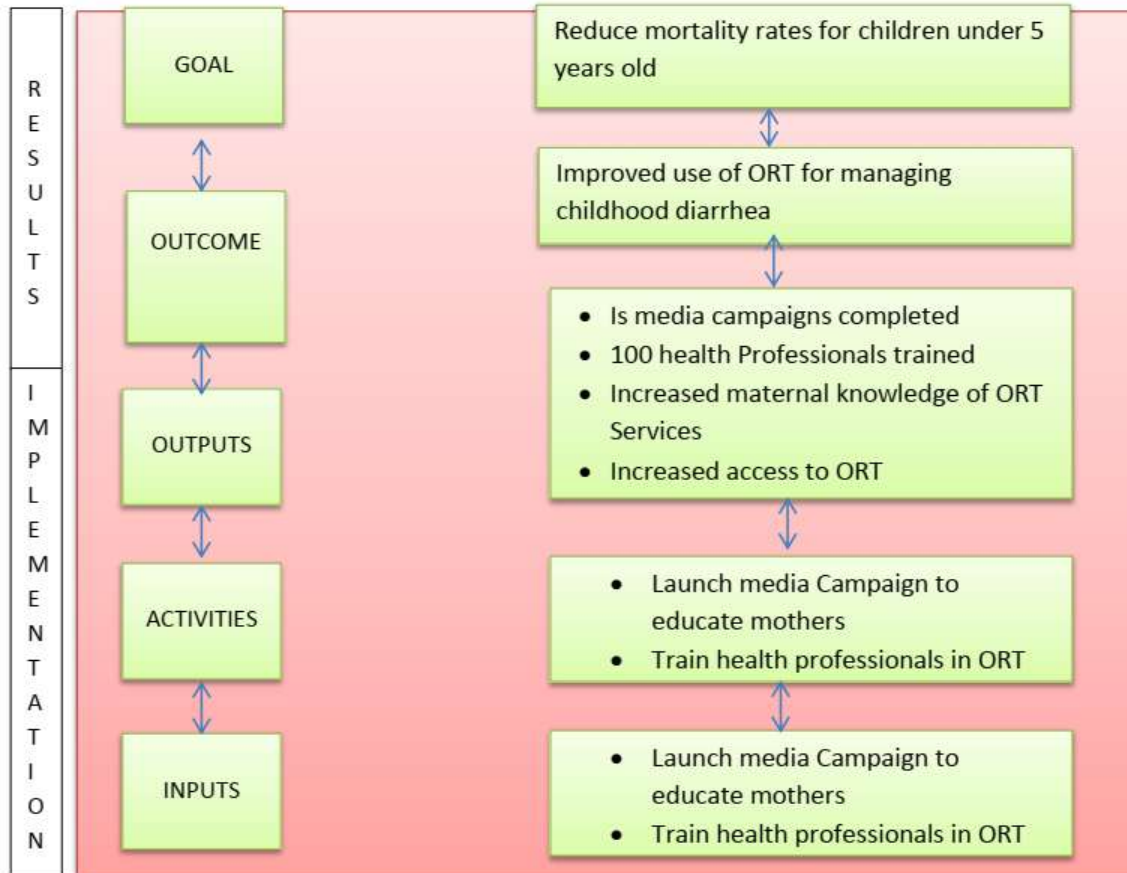 RESULTS
IMPLEMENTATION
GOAL
Reduce mortality rates for children under 5
years old
OUTCOME
Improved use of ORT for managing
childhood diarrhea
OUTPUTS
• Is media campaigns completed
• 100 health Professionals trained
• Increased maternal knowledge of ORT
Services
• Increased access to ORT
ACTIVITIES
• Launch media Campaign to
educate mothers
• Train health professionals in ORT
INPUTS
• Launch media Campaign to
educate mothers
• Train health professionals in ORT